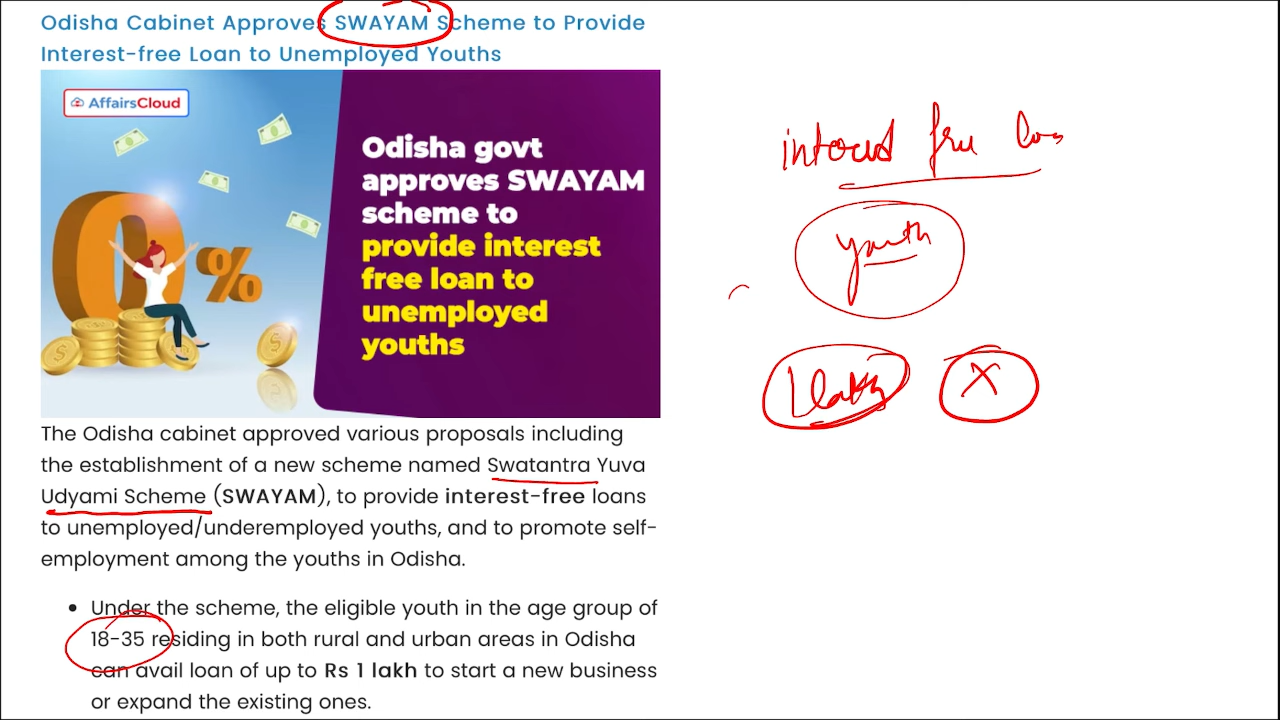 Odisha Cabinet Approves SWAYAM Scheme to Provide
Interest-free Loan to Unemployed Youths
AffairsCloud
Odisha govt
approves SWAYAM
scheme to
provide interest
free loan to
unemployed
youths
0%
The Odisha cabinet approved various proposals including
the establishment of a new scheme named Swatantra Yuva
Udyami Scheme (SWAYAM), to provide interest-free loans
to unemployed/underemployed youths, and to promote self-
employment among the youths in Odisha.
• Under the scheme, the eligible youth in the age group of
18-35 residing in both rural and urban areas in Odisha
can avail loan of up to Rs 1 lakh to start a new business
or expand the existing ones.
free
youth
1 lakh X